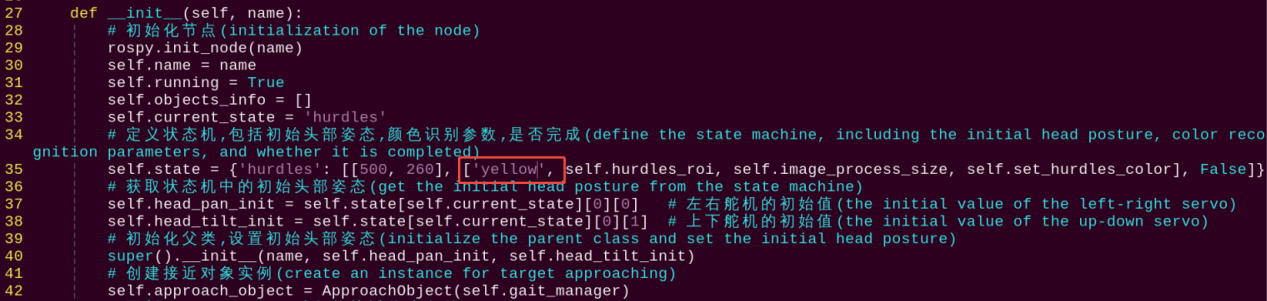 27     def __init__(self, name):
28         # 初始化节点(initialization of the node)
29         rospy.init_node(name)
30         self.name = name
31         self.running = True
32         self.objects_info = []
33         self.current_state = 'hurdles'
34         # 定义状态机,包括初始头部姿态,颜色识别参数,是否完成(define the state machine, including the initial head posture, color reco
gnition parameters, and whether it is completed)
35         self.state = {'hurdles': [[500, 260], ['yellow', self.hurdles_roi, self.image_process_size, self.set_hurdles_color], False]}
36         # 获取状态机中的初始头部姿态(get the initial head posture from the state machine)
37         self.head_pan_init = self.state[self.current_state][0][0]   # 左右舵机的初始值(the initial value of the left-right servo)
38         self.head_tilt_init = self.state[self.current_state][0][1]  # 上下舵机的初始值(the initial value of the up-down servo)
39         # 初始化父类,设置初始头部姿态(initialize the parent class and set the initial head posture)
40         super().__init__(name, self.head_pan_init, self.head_tilt_init)
41         # 创建接近对象实例(create an instance for target approaching)
42         self.approach_object = ApproachObject(self.gait_manager)